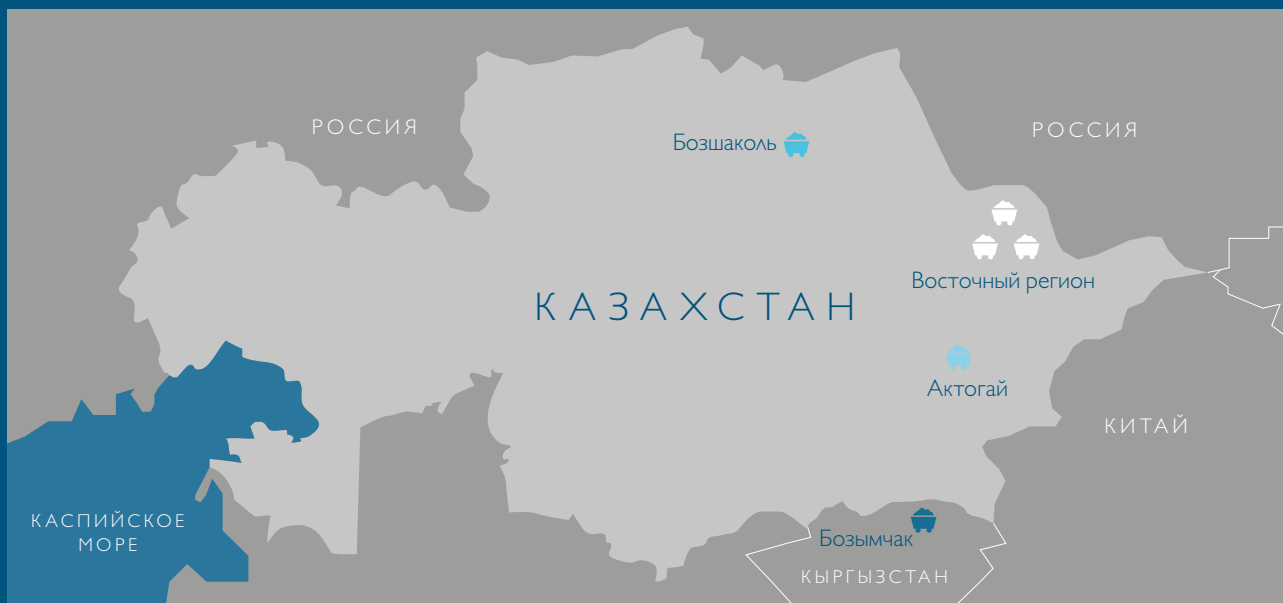 РОССИЯ
РОССИЯ
Бозшаколь
Восточный регион
КАЗАХСТАН
Актогай
КИТАЙ
КАСПИЙСКОЕ
МОРЕ
Бозымчак
КЫРГЫЗСТАН